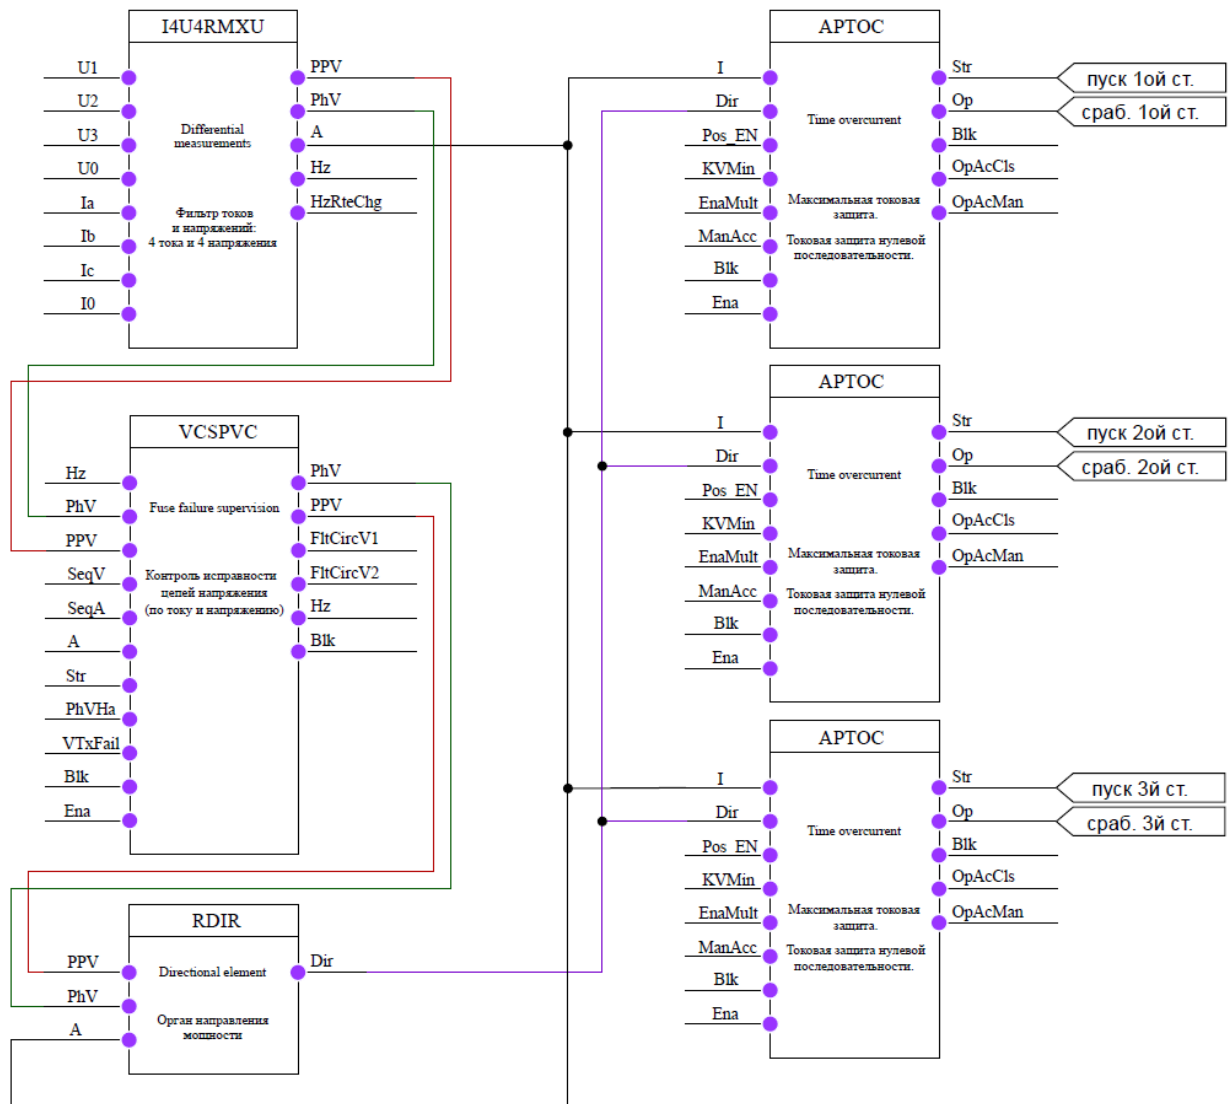 I4U4RMXU
U1
U2
U3
U0
Ia
Ib
Ic
I0
Differential
measurements
Фильтр токов
и напряжений:
4 тока и 4 напряжения
PPV
PhV
A
Hz
HzRteChg
VCSPVC
Hz
PhV
PPV
SeqV
SeqA
A
Str
PhVHa
VTxFail
Blk
Ena
Fuse failure supervision
Контроль исправности
цепей напряжения
(по току и напряжению)
PhV
PPV
FltCircV1
FltCircV2
Hz
Blk
RDIR
PPV
PhV
A
Directional element
Орган направления
мощности
Dir
APTOC
I
Dir
Pos_EN
KVMin
EnaMult
ManAcc
Blk
Ena
Time overcurrent
Максимальная токовая
защита.
Токовая защита нулевой
последовательности.
Str
Op
Blk
OpAcCls
OpAcMan
пуск 1ой ст.
сраб. 1ой ст.
APTOC
I
Dir
Pos_EN
KVMin
EnaMult
ManAcc
Blk
Ena
Time overcurrent
Максимальная токовая
защита.
Токовая защита нулевой
последовательности.
Str
Op
Blk
OpAcCls
OpAcMan
пуск 2ой ст.
сраб. 2ой ст.
APTOC
I
Dir
Pos_EN
KVMin
EnaMult
ManAcc
Blk
Ena
Time overcurrent
Максимальная токовая
защита.
Токовая защита нулевой
последовательности.
Str
Op
Blk
OpAcCls
OpAcMan
пуск 3й ст.
сраб. 3й ст.